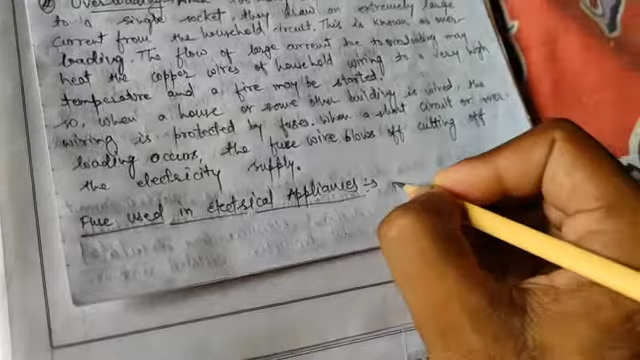 Overloading
to a single socket, they draw an extremely large
current from the household circuit. This is known as over
loading. The flow of large current due to may
heat the copper wires of household wiring to a very high
temperature and a fire may be started.
So, when a house or some other building is wired, the
wiring is protected by fuses. When a short circuit or over
loading occurs, the fuse wire blows off cutting off
the electricity supply.
Fuse used in electrical Appliances :->